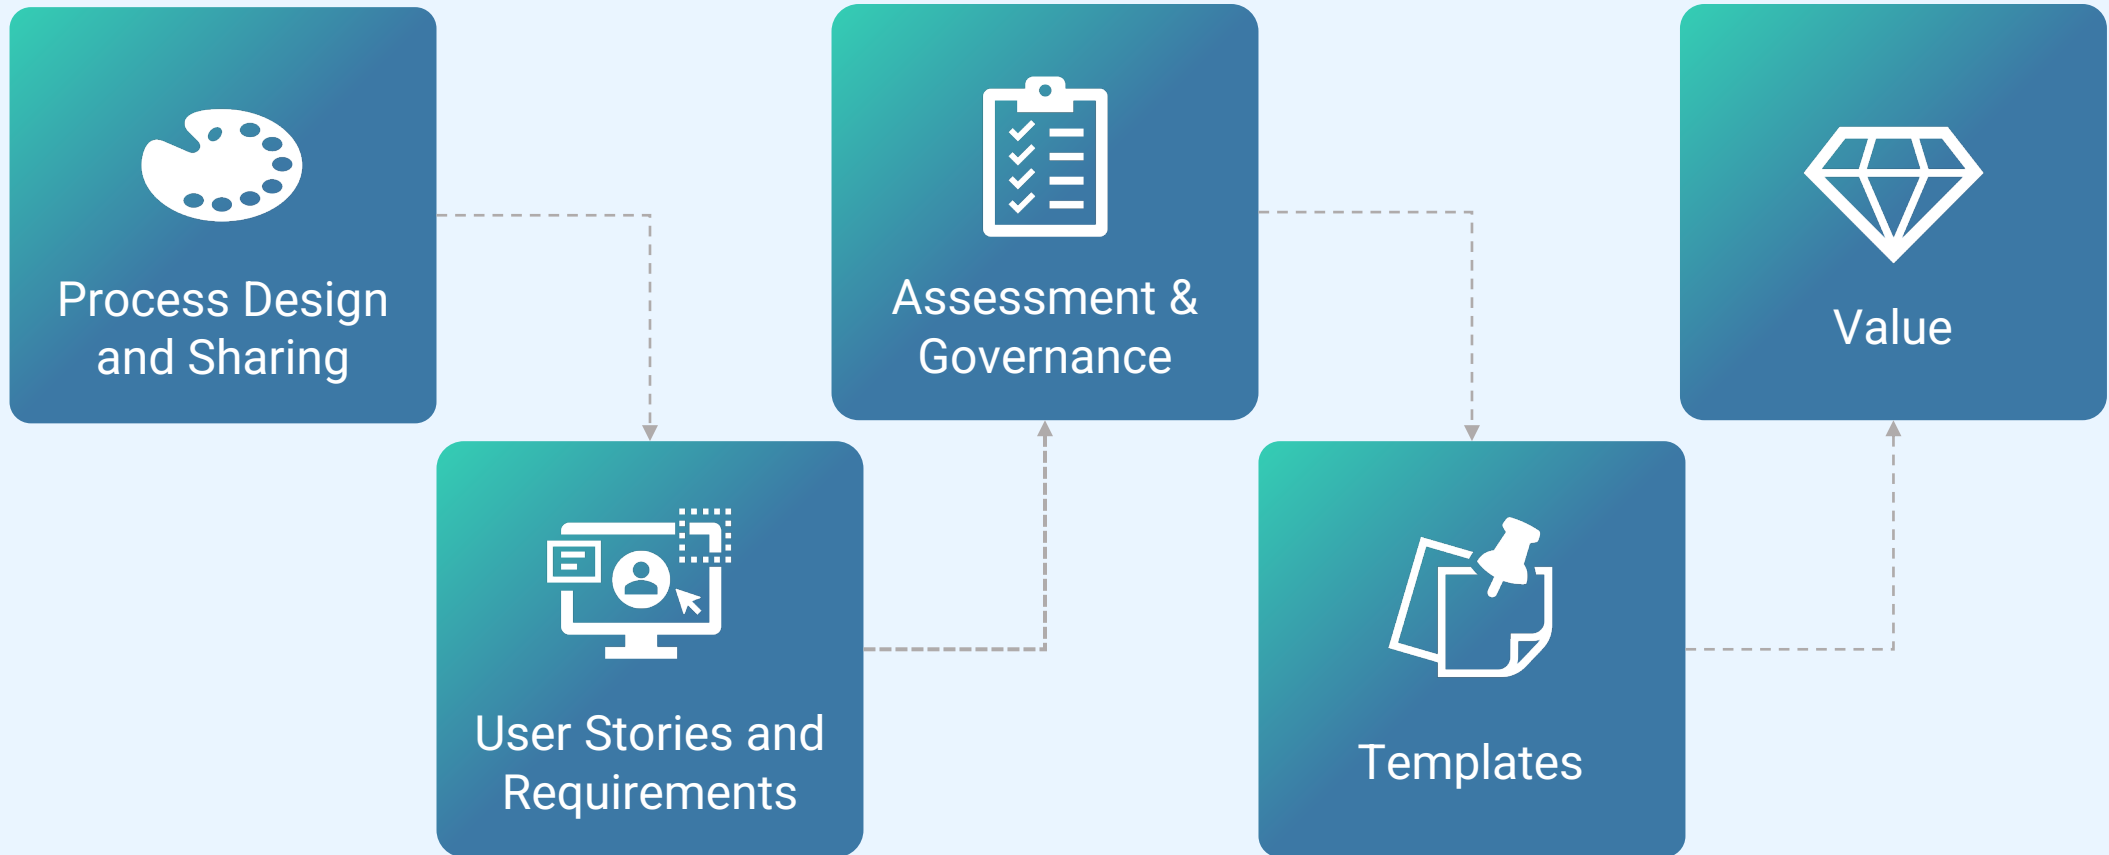 Process Design
and Sharing
User Stories and
Requirements
Assessment &
Governance
Templates
Value